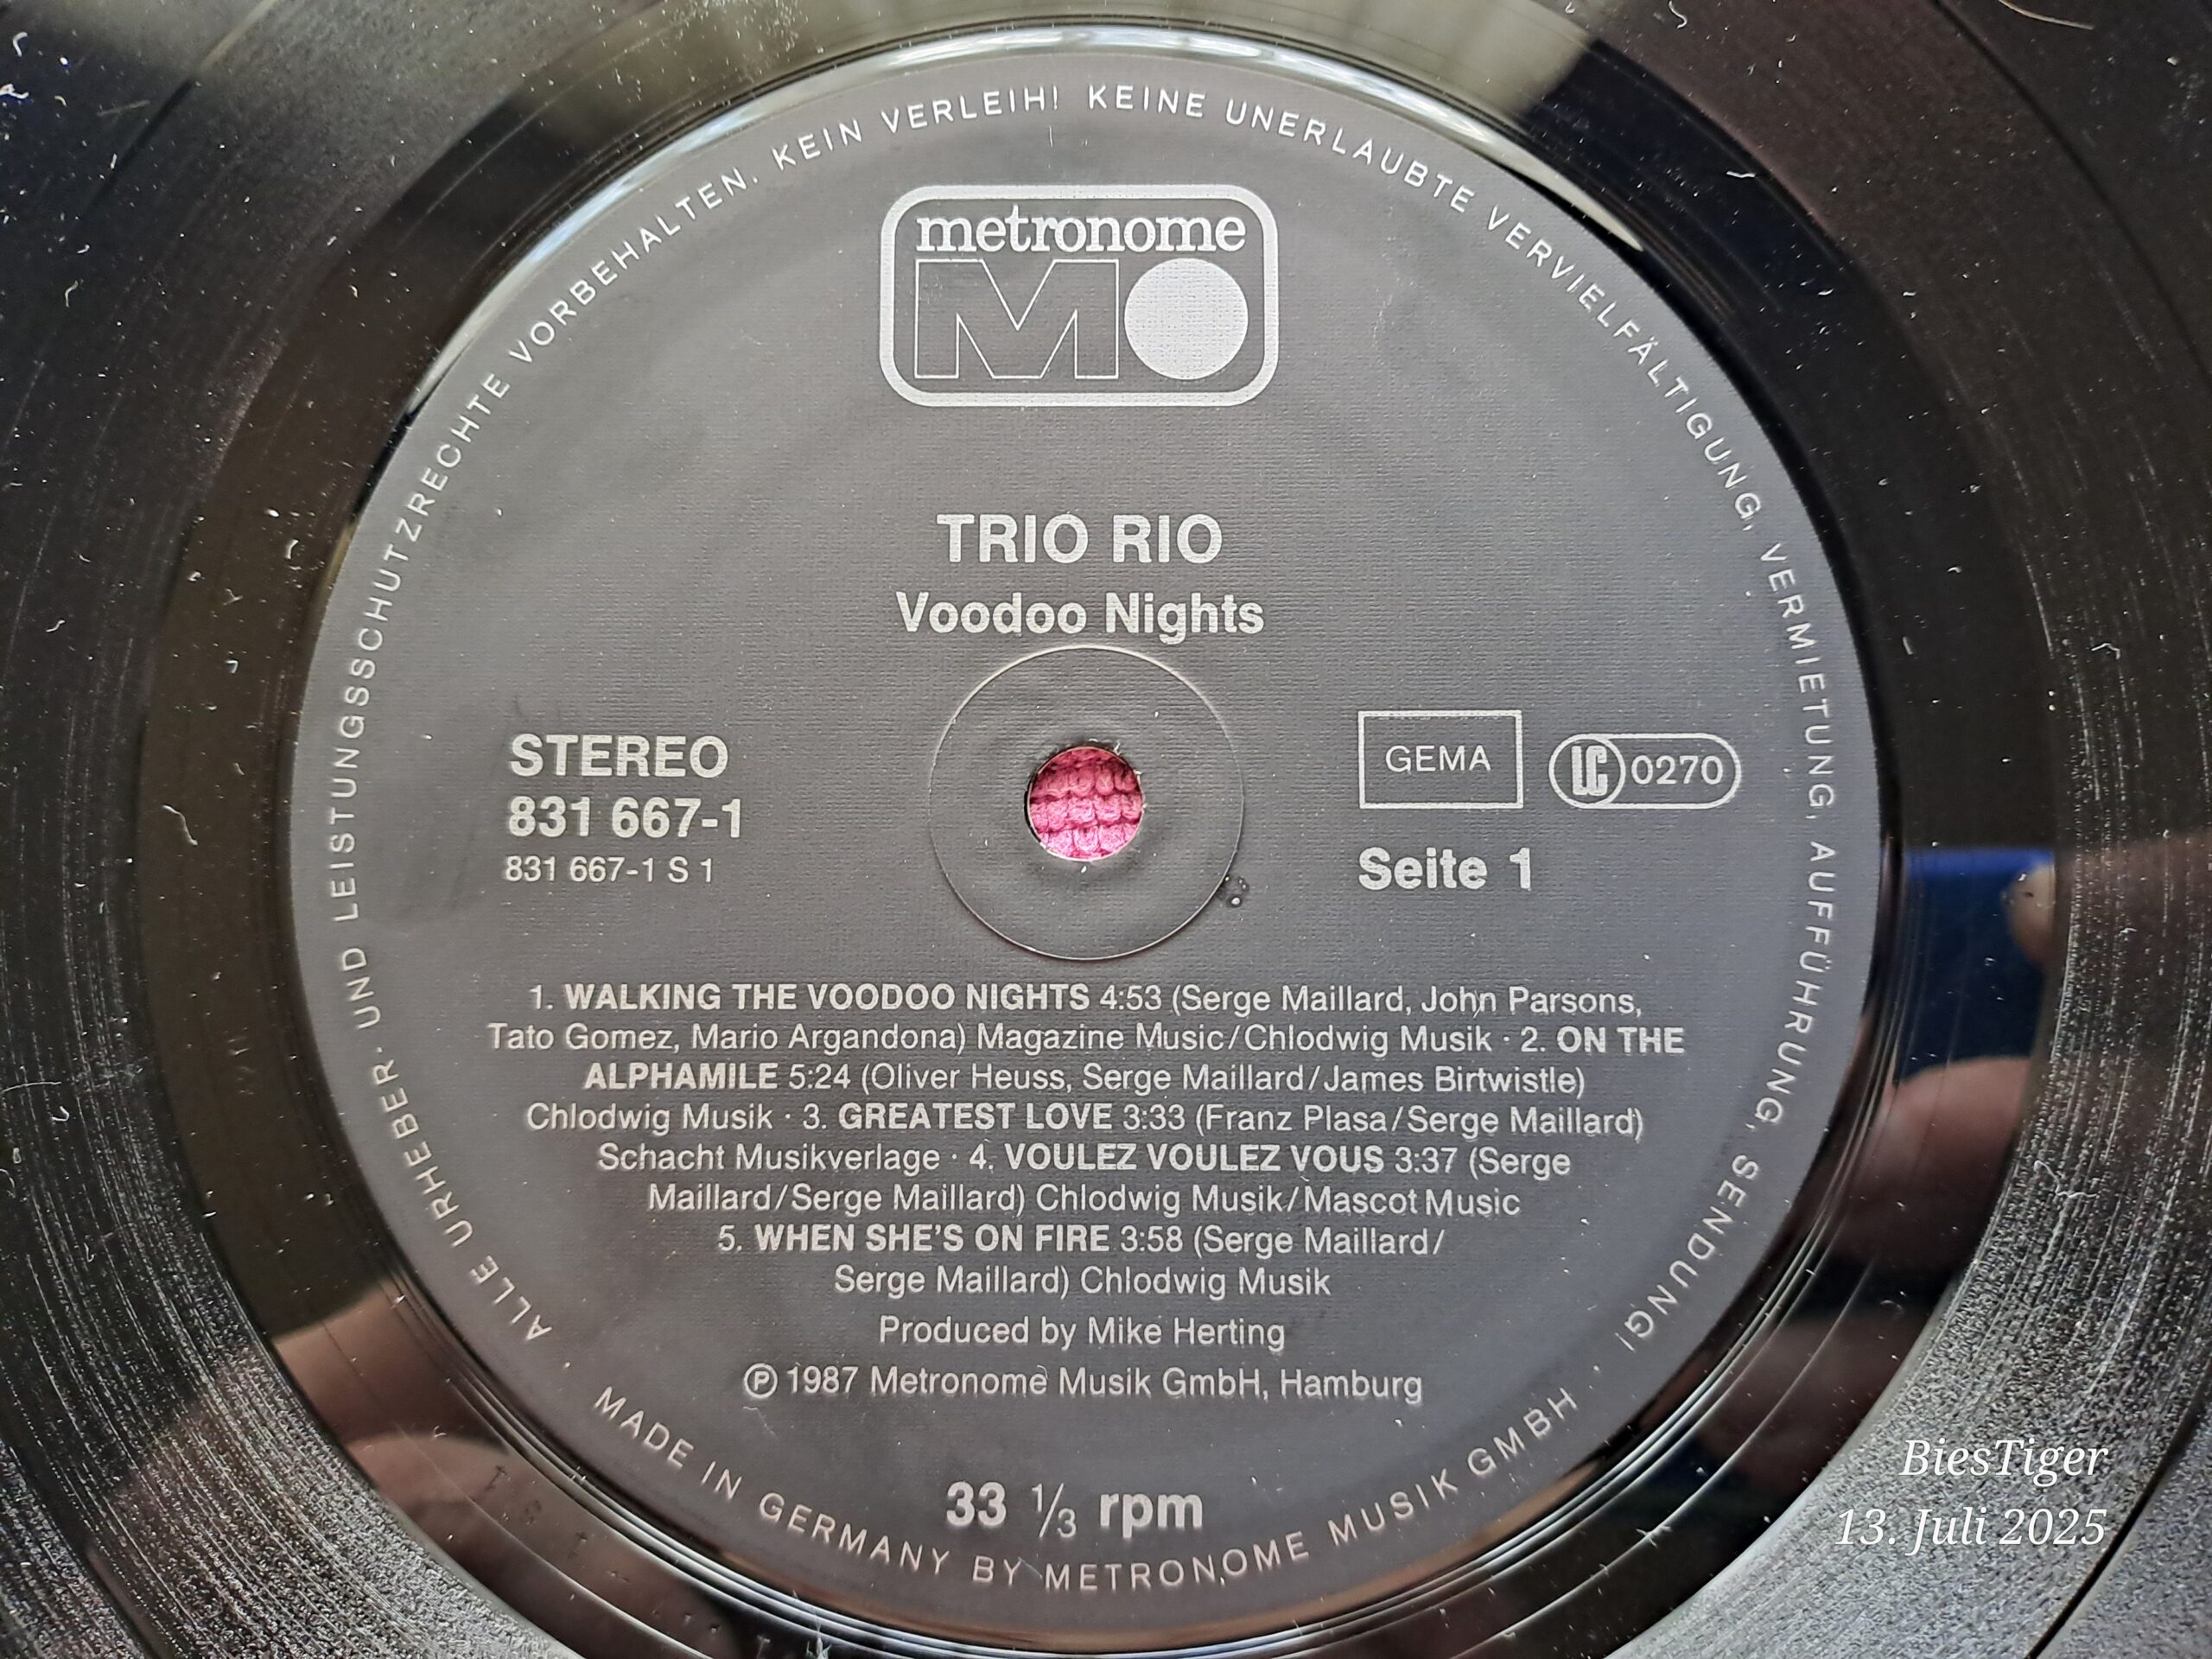 ALLE URHEBER- UND LEISTUNGSSCHUTZRECHTE VORBEHALTEN. KEIN VERLEIH! KEINE UNERLAUBTE VERVIELFÄLTIGUNG, VERMIETUNG, AUFFÜHRUNG, SENDUNG!
metronome
M
TRIO RIO
Voodoo Nights
STEREO
831 667-1
831 667-1 S 1
GEMA
LC 0270
Seite 1
1. WALKING THE VOODOO NIGHTS 4:53 (Serge Maillard, John Parsons,
Tato Gomez, Mario Argandona) Magazine Music/Chlodwig Musik · 2. ON THE
ALPHAMILE 5:24 (Oliver Heuss, Serge Maillard/James Birtwistle)
Chlodwig Musik · 3. GREATEST LOVE 3:33 (Franz Plasa/Serge Maillard)
Schacht Musikverlage · 4. VOULEZ VOULEZ VOUS 3:37 (Serge
Maillard/Serge Maillard) Chlodwig Musik/Mascot Music
5. WHEN SHE'S ON FIRE 3:58 (Serge Maillard/
Serge Maillard) Chlodwig Musik
Produced by Mike Herting
℗ 1987 Metronome Musik GmbH, Hamburg
33 ⅓ rpm
MADE IN GERMANY BY METRONOME MUSIK GMBH
BiesTiger
13. Juli 2025